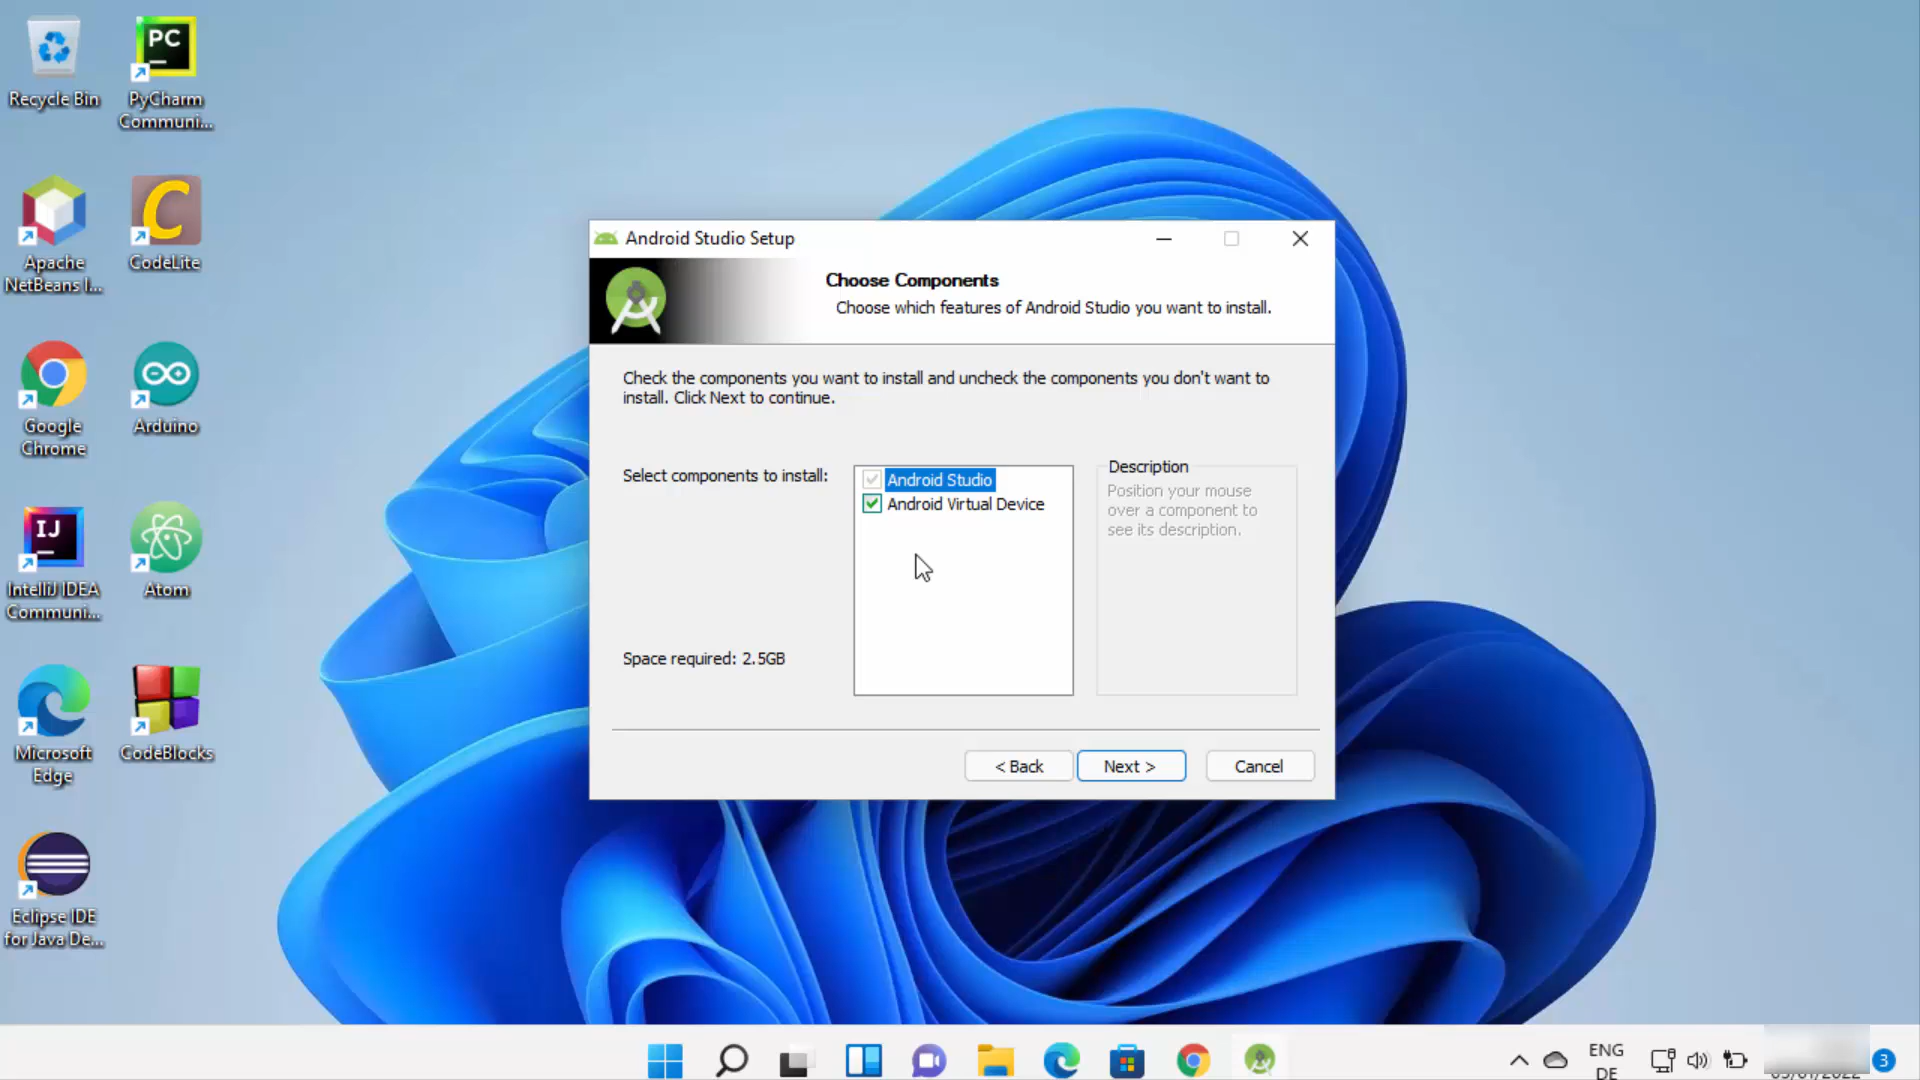 Recycle Bin
PC
PyCharm
Communi...
Apache
NetBeans I...
C
CodeLite
Google
Chrome
Arduino
IJ
IntelliJ IDEA
Communi...
Atom
Microsoft
Edge
CodeBlocks
Eclipse IDE
for Java De...
Android Studio Setup
Choose Components
Choose which features of Android Studio you want to install.
Check the components you want to install and uncheck the components you don't want to
install. Click Next to continue.
Select components to install:
Android Studio
Android Virtual Device
Description
Position your mouse
over a component to
see its description.
Space required: 2.5GB
< Back
Next >
Cancel
ENG
DE
3